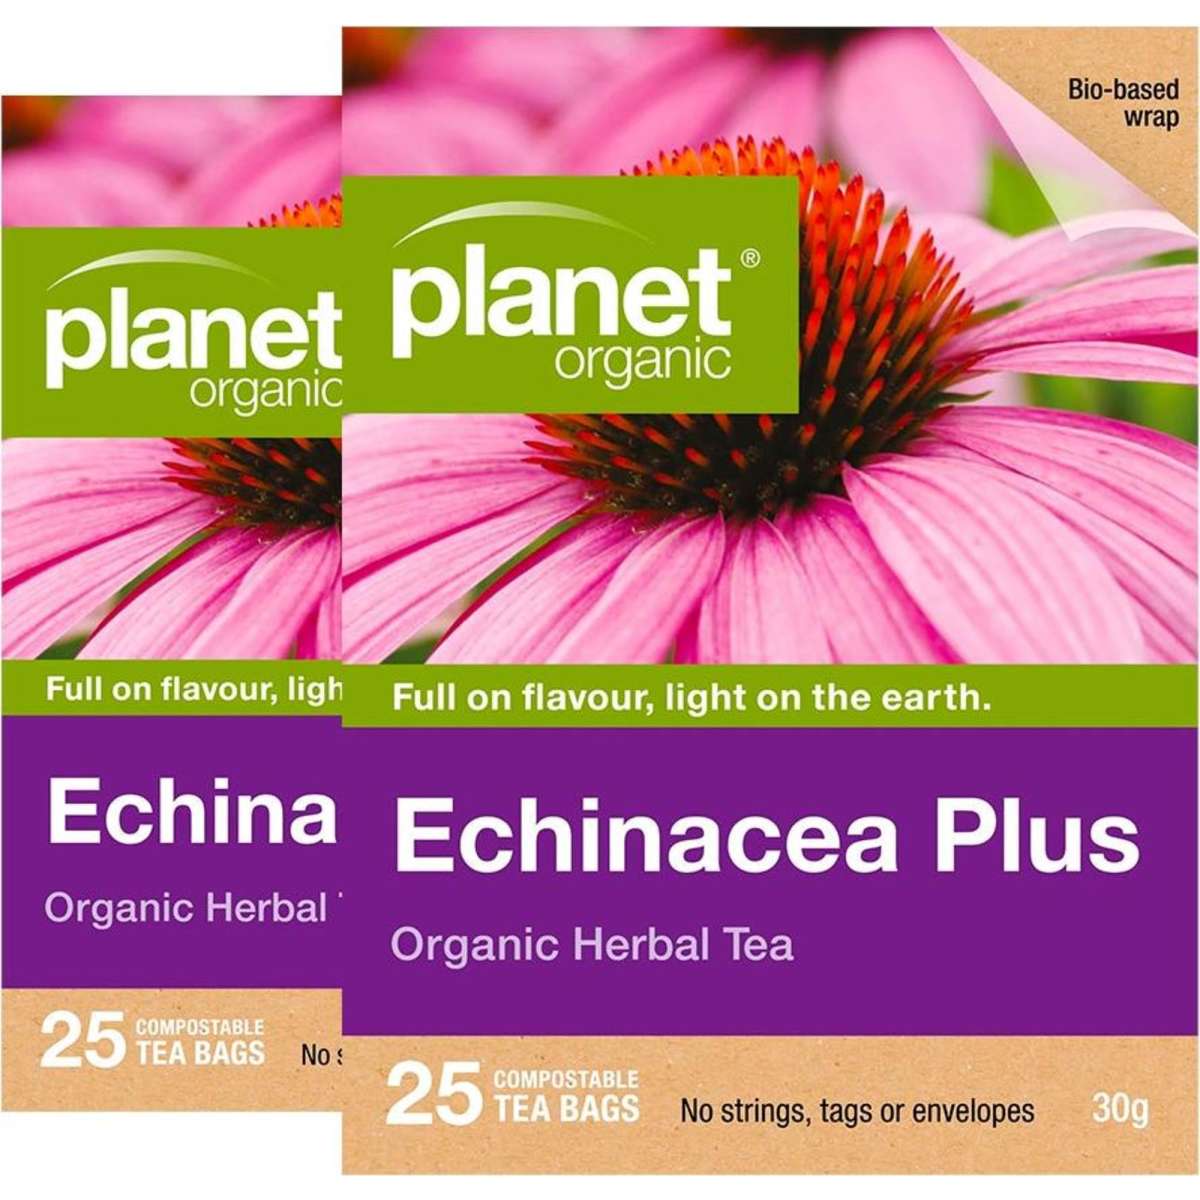 Bio-based
wrap
planet®
organic
Full on flavour, light on the earth.
Echinacea Plus
Organic Herbal Tea
25 COMPOSTABLE
TEA BAGS
No strings, tags or envelopes
30g
planet
organic
Full on flavour, ligh
Echina
Organic Herbal
25 COMPOSTABLE
TEA BAGS
No